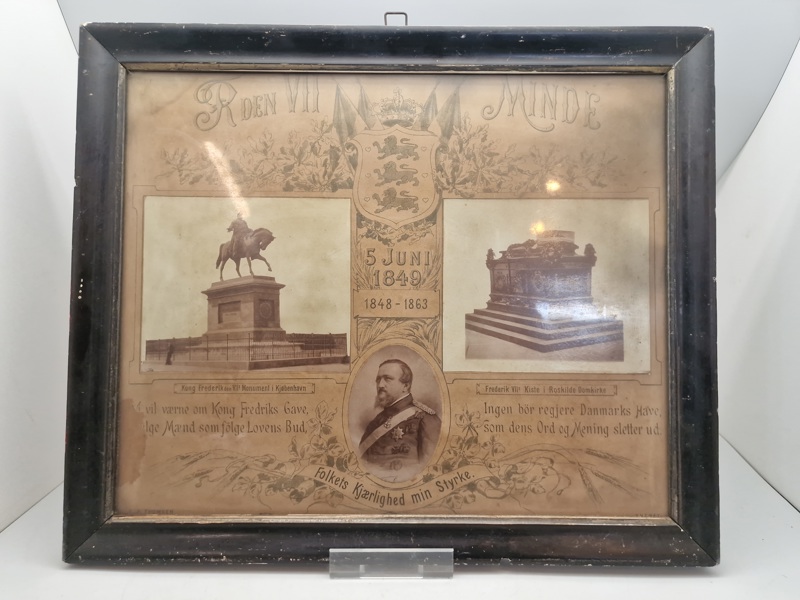 R DEN VII MINDE
5 JUNI
1849
1848 - 1863
Kong Frederik den VII's Monument i Kjøbenhavn
Frederik VII's Kiste i Roskilde Domkirke
vil værne om Kong Fredriks Gave,
lge Mænd som følge Lovens Bud,
Ingen bör regjere Danmarks Have,
som dens Ord og Mening sletter ud.
Folkets Kjærlighed min Styrke.